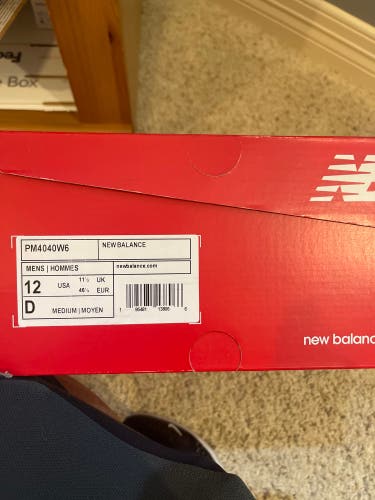 Fed
Box
PM4040W6 NEW BALANCE
MENS | HOMMES newbalance.com
12 USA 11½ UK
46½ EUR
D MEDIUM | MOYEN
new balanc